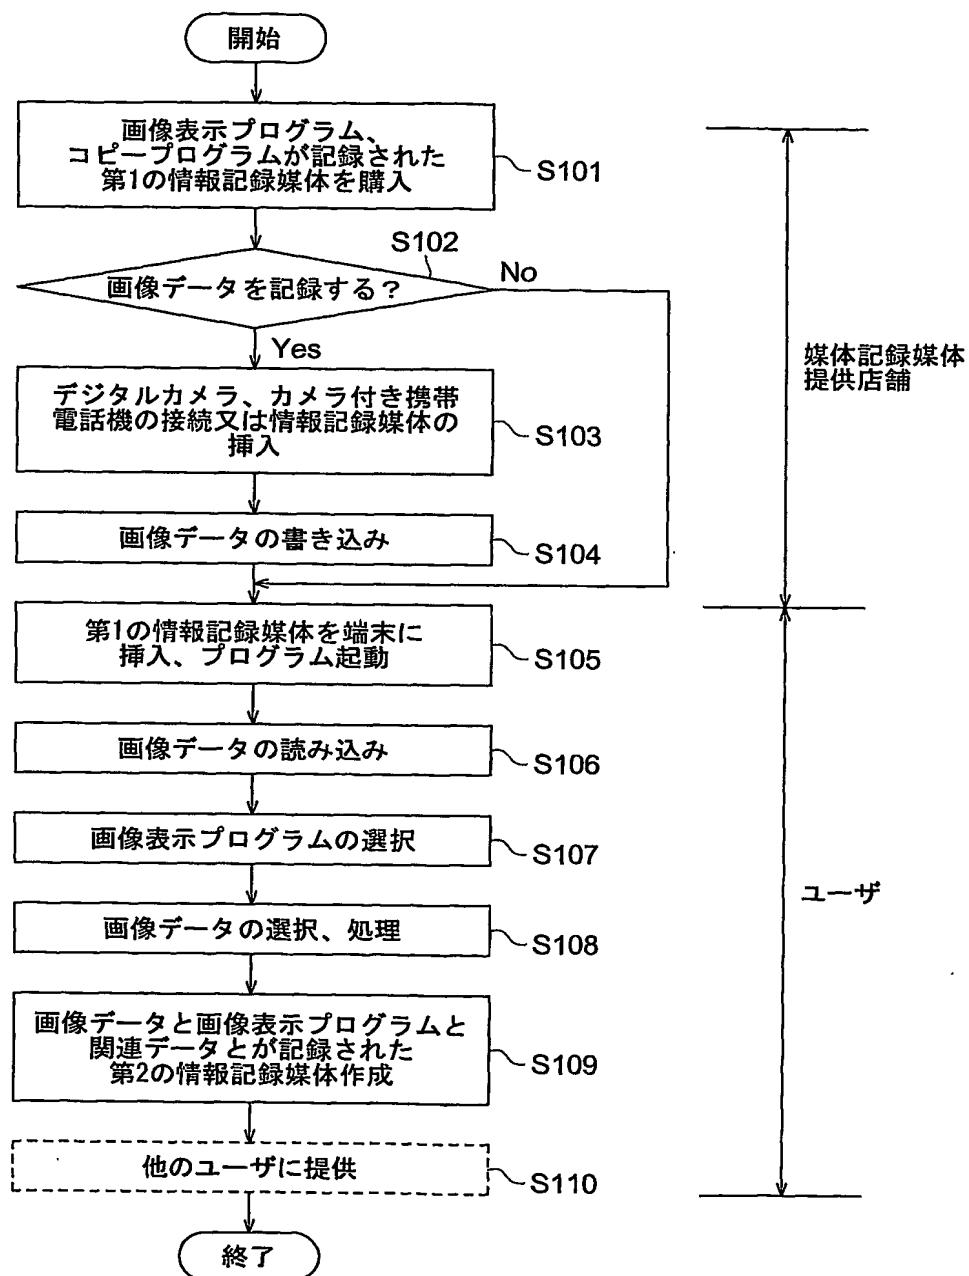 開始
画像表示プログラム、
コピープログラムが記録された
第1の情報記録媒体を購入
S101
S102
画像データを記録する?
No
Yes
デジタルカメラ、カメラ付き携帯
電話機の接続又は情報記録媒体の
挿入
S103
画像データの書き込み
S104
媒体記録媒体
提供店舗
第1の情報記録媒体を端末に
挿入、プログラム起動
S105
画像データの読み込み
S106
画像表示プログラムの選択
S107
画像データの選択、処理
S108
ユーザ
画像データと画像表示プログラムと
関連データとが記録された
第2の情報記録媒体作成
S109
他のユーザに提供
S110
終了